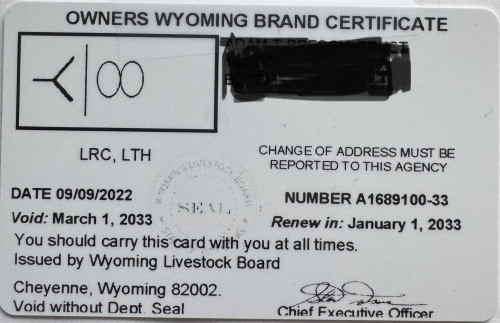 OWNERS WYOMING BRAND CERTIFICATE
LRC, LTH
CHANGE OF ADDRESS MUST BE
REPORTED TO THIS AGENCY
WYOMING LIVESTOCK BOARD
SEAL
DATE 09/09/2022
NUMBER A1689100-33
Void: March 1, 2033
Renew in: January 1, 2033
You should carry this card with you at all times.
Issued by Wyoming Livestock Board
Cheyenne, Wyoming 82002.
Void without Dept. Seal
Chief Executive Officer